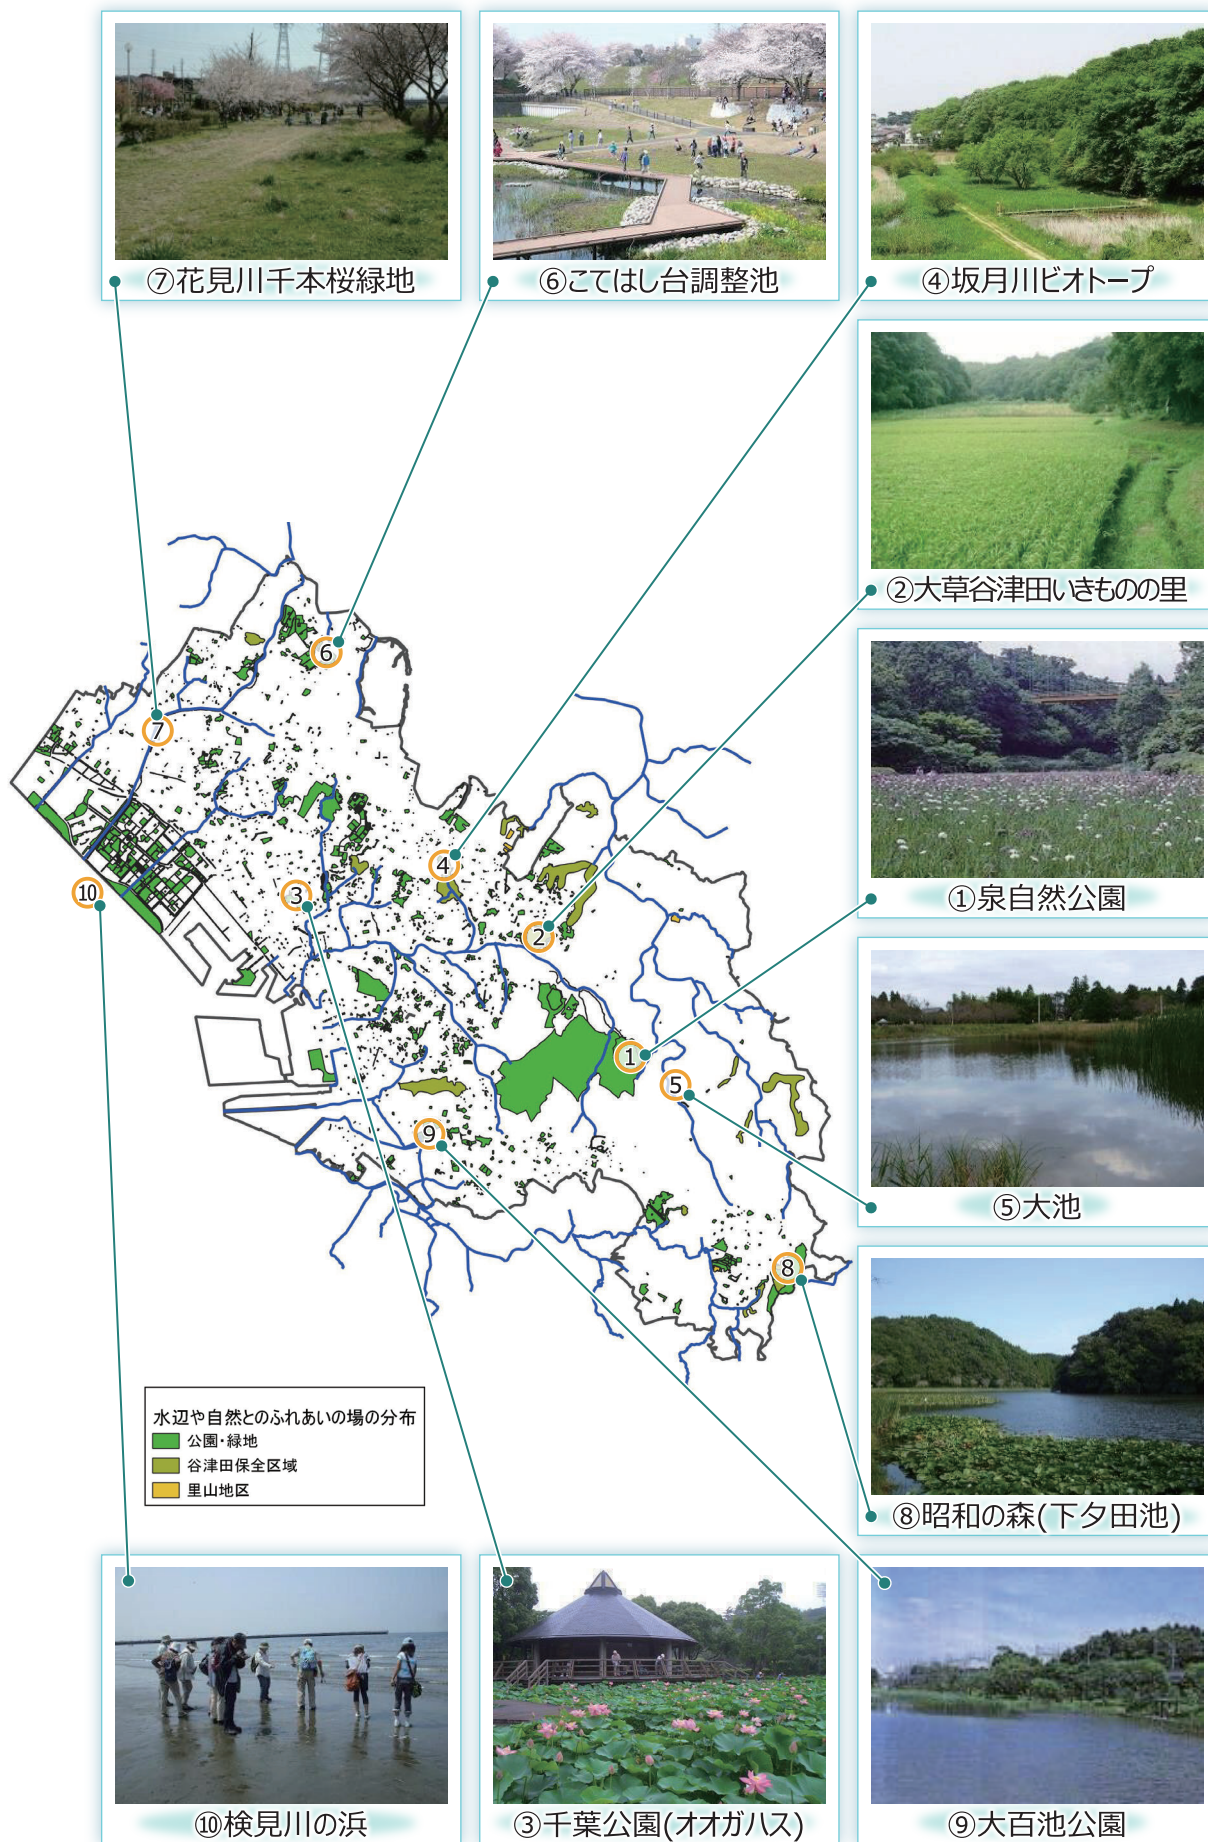 ⑦花見川千本桜緑地
⑥こてはし台調整池
④坂月川ビオトープ
②大草谷津田いきものの里
①泉自然公園
⑤大池
⑧昭和の森(下夕田池)
6
7
4
10
3
2
1
5
9
8
水辺や自然とのふれあいの場の分布
公園・緑地
谷津田保全区域
里山地区
⑩検見川の浜
③千葉公園(オオガハス)
⑨大百池公園